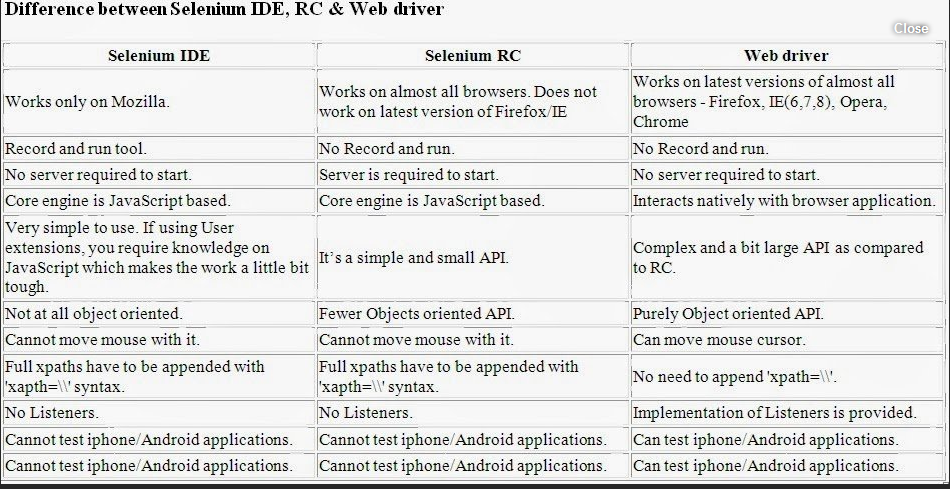 Difference between Selenium IDE, RC & Web driver
Close
Selenium IDE
Selenium RC
Web driver
Works only on Mozilla.
Works on almost all browsers. Does not
work on latest version of Firefox/IE
Works on latest versions of almost all
browsers - Firefox, IE(6,7,8), Opera,
Chrome
Record and run tool.
No Record and run.
No Record and run.
No server required to start.
Server is required to start.
No server required to start.
Core engine is JavaScript based.
Core engine is JavaScript based.
Interacts natively with browser application.
Very simple to use. If using User
extensions, you require knowledge on
JavaScript which makes the work a little bit
tough.
It's a simple and small API.
Complex and a bit large API as compared
to RC.
Not at all object oriented.
Fewer Objects oriented API.
Purely Object oriented API.
Cannot move mouse with it.
Cannot move mouse with it.
Can move mouse cursor.
Full xpaths have to be appended with
'xapth=\\' syntax.
Full xpaths have to be appended with
'xapth=\\' syntax.
No need to append 'xpath=\\'.
No Listeners.
No Listeners.
Implementation of Listeners is provided.
Cannot test iphone/Android applications.
Cannot test iphone/Android applications.
Can test iphone/Android applications.
Cannot test iphone/Android applications.
Cannot test iphone/Android applications.
Can test iphone/Android applications.